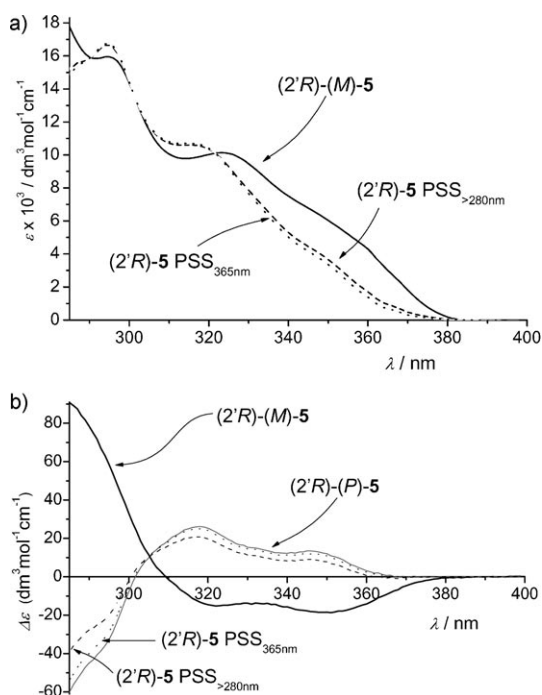 a)
18
16
14
12
10
8
6
4
2
0
ε x 10³ / dm³mol⁻¹cm⁻¹
(2'R)-(M)-5
(2'R)-5 PSS>280nm
(2'R)-5 PSS365nm
290 300 310 320 340 360 380 400
λ / nm
b)
80
60
40
20
0
-20
-40
-60
Δε (dm³mol⁻¹cm⁻¹)
(2'R)-(M)-5
(2'R)-(P)-5
300 320 340 360 380 400
λ / nm
(2'R)-5 PSS365nm
(2'R)-5 PSS>280nm